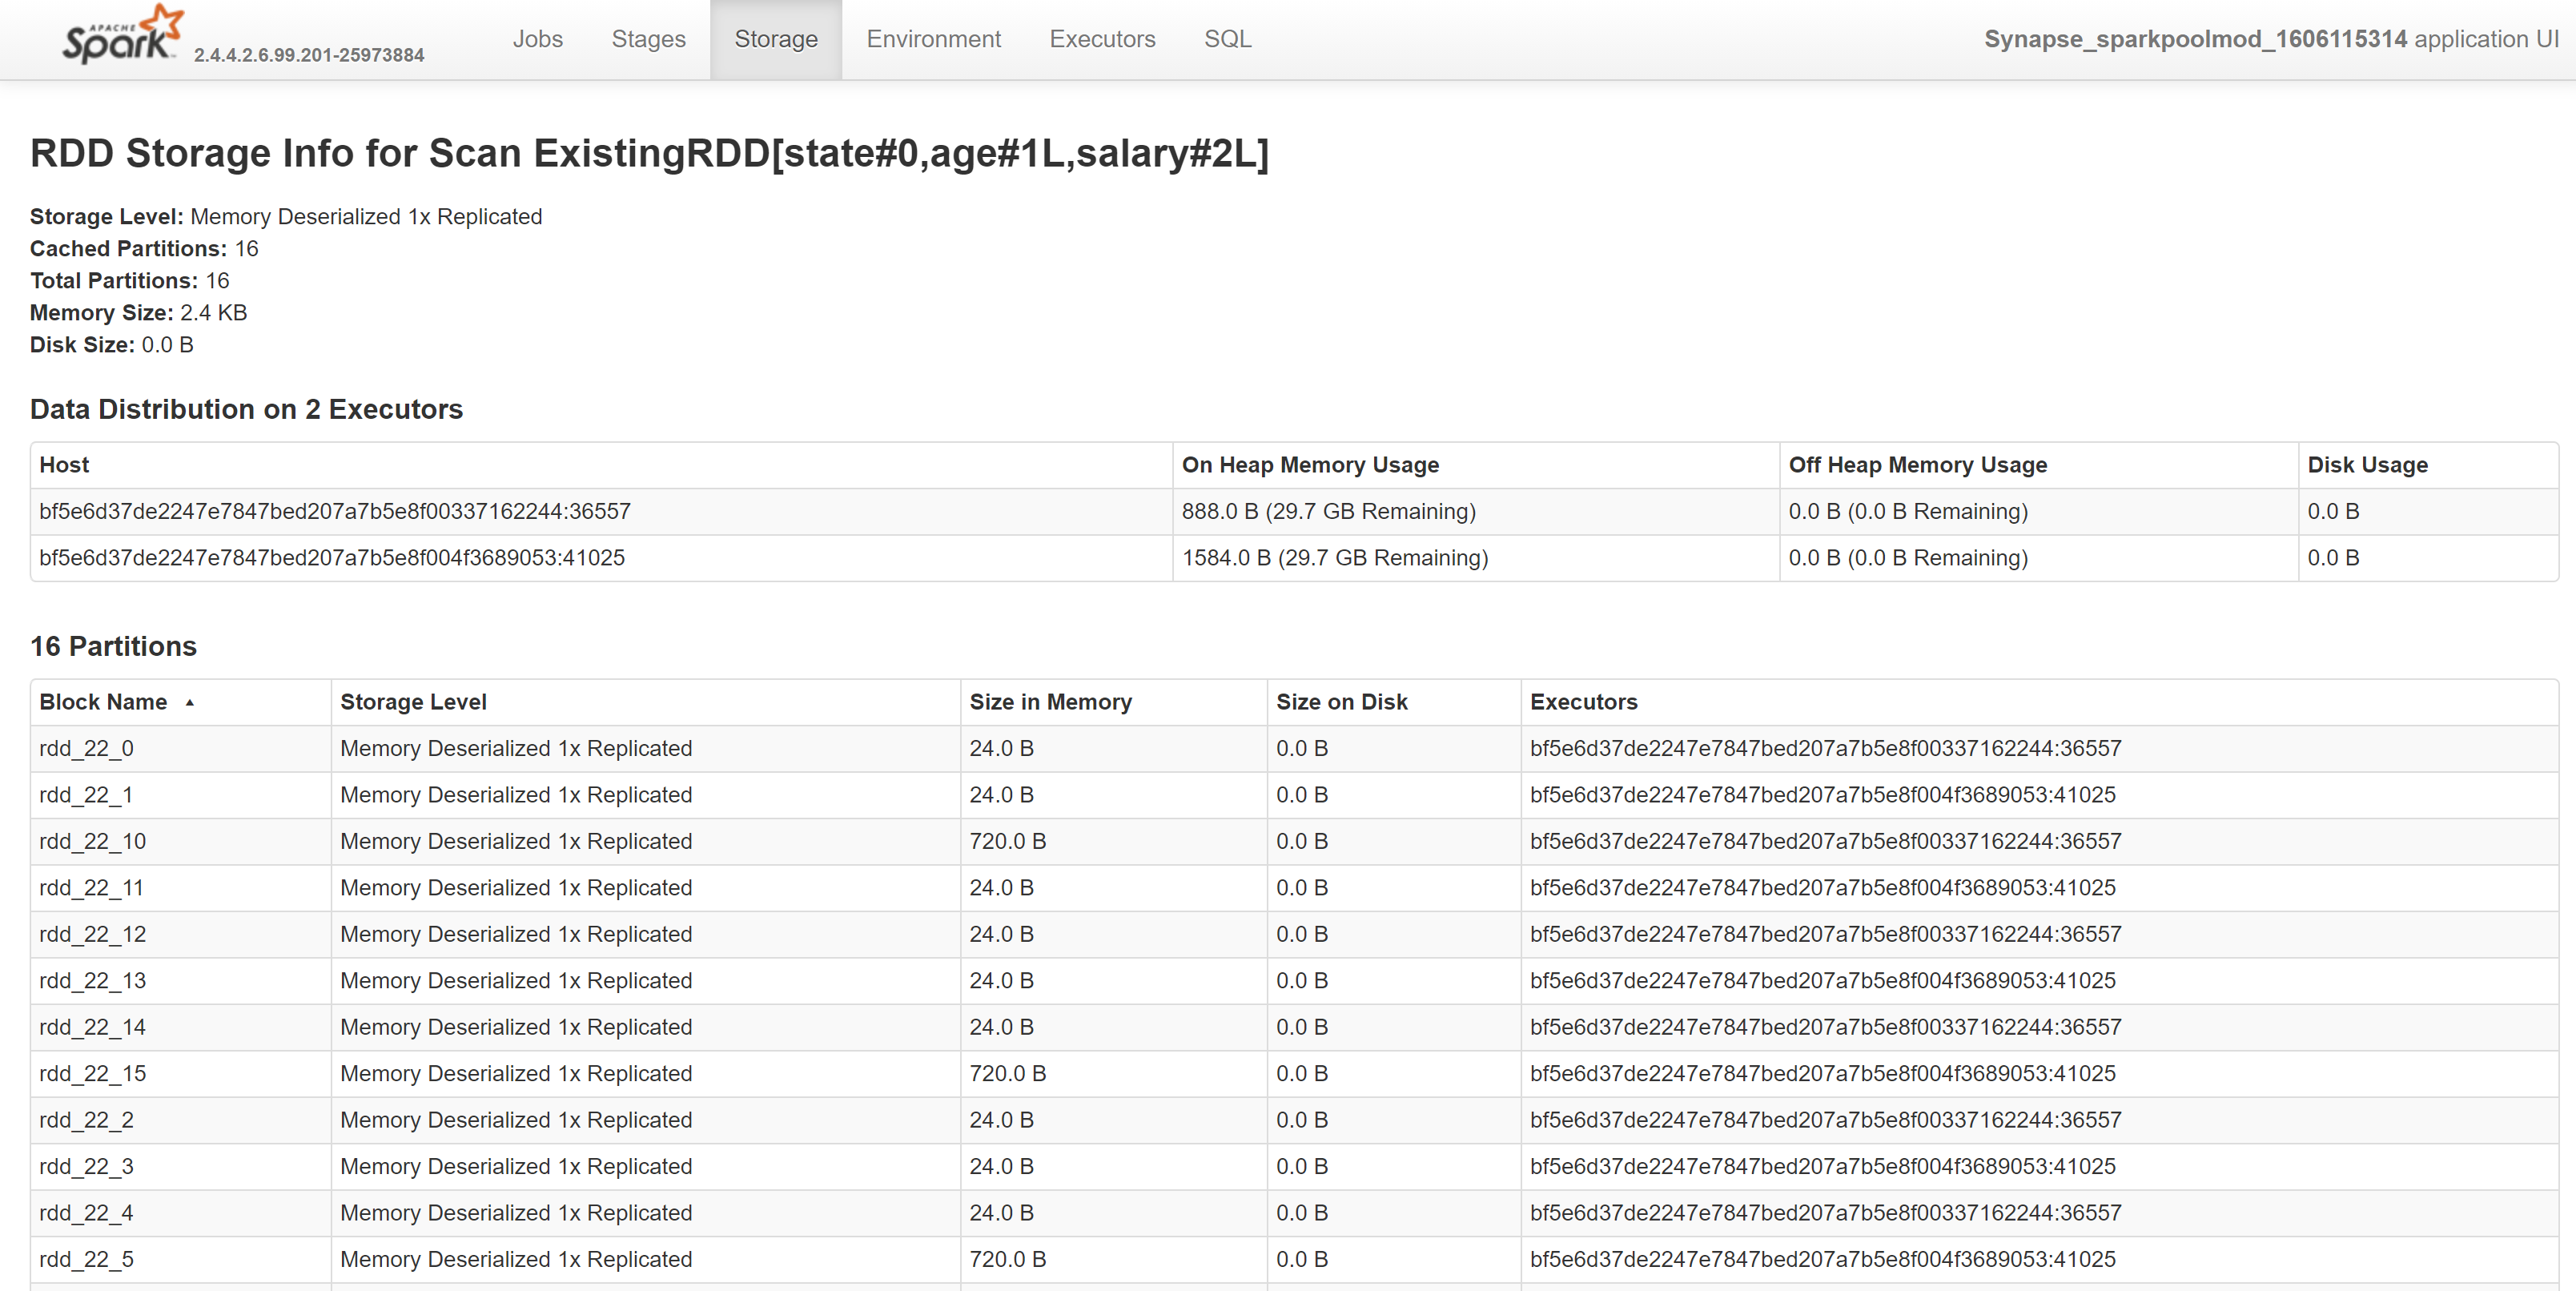 APACHE
Spark 2.4.4.2.6.99.201-25973884 Jobs Stages Storage Environment Executors SQL Synapse_sparkpoolmod_1606115314 application UI
RDD Storage Info for Scan ExistingRDD[state#0,age#1L,salary#2L]
Storage Level: Memory Deserialized 1x Replicated
Cached Partitions: 16
Total Partitions: 16
Memory Size: 2.4 KB
Disk Size: 0.0 B
Data Distribution on 2 Executors
Host On Heap Memory Usage Off Heap Memory Usage Disk Usage
bf5e6d37de2247e7847bed207a7b5e8f00337162244:36557 888.0 B (29.7 GB Remaining) 0.0 B (0.0 B Remaining) 0.0 B
bf5e6d37de2247e7847bed207a7b5e8f004f3689053:41025 1584.0 B (29.7 GB Remaining) 0.0 B (0.0 B Remaining) 0.0 B
16 Partitions
Block Name ▲ Storage Level Size in Memory Size on Disk Executors
rdd_22_0 Memory Deserialized 1x Replicated 24.0 B 0.0 B bf5e6d37de2247e7847bed207a7b5e8f00337162244:36557
rdd_22_1 Memory Deserialized 1x Replicated 24.0 B 0.0 B bf5e6d37de2247e7847bed207a7b5e8f004f3689053:41025
rdd_22_10 Memory Deserialized 1x Replicated 720.0 B 0.0 B bf5e6d37de2247e7847bed207a7b5e8f00337162244:36557
rdd_22_11 Memory Deserialized 1x Replicated 24.0 B 0.0 B bf5e6d37de2247e7847bed207a7b5e8f004f3689053:41025
rdd_22_12 Memory Deserialized 1x Replicated 24.0 B 0.0 B bf5e6d37de2247e7847bed207a7b5e8f00337162244:36557
rdd_22_13 Memory Deserialized 1x Replicated 24.0 B 0.0 B bf5e6d37de2247e7847bed207a7b5e8f004f3689053:41025
rdd_22_14 Memory Deserialized 1x Replicated 24.0 B 0.0 B bf5e6d37de2247e7847bed207a7b5e8f00337162244:36557
rdd_22_15 Memory Deserialized 1x Replicated 720.0 B 0.0 B bf5e6d37de2247e7847bed207a7b5e8f004f3689053:41025
rdd_22_2 Memory Deserialized 1x Replicated 24.0 B 0.0 B bf5e6d37de2247e7847bed207a7b5e8f00337162244:36557
rdd_22_3 Memory Deserialized 1x Replicated 24.0 B 0.0 B bf5e6d37de2247e7847bed207a7b5e8f004f3689053:41025
rdd_22_4 Memory Deserialized 1x Replicated 24.0 B 0.0 B bf5e6d37de2247e7847bed207a7b5e8f00337162244:36557
rdd_22_5 Memory Deserialized 1x Replicated 720.0 B 0.0 B bf5e6d37de2247e7847bed207a7b5e8f004f3689053:41025